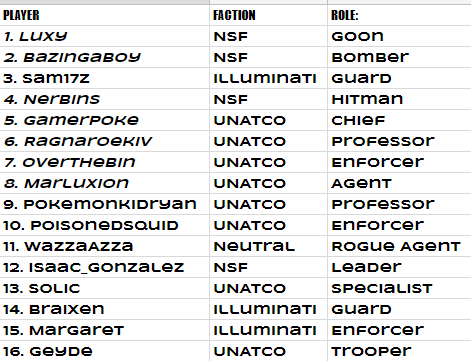 PLAYER FACTION ROLE:
1. Luxy NSF Goon
2. BazingaBoy NSF Bomber
3. Sam17z Illuminati Guard
4. Nerbins NSF Hitman
5. GamerPoke UNATCO Chief
6. RagnaroekIV UNATCO Professor
7. OverTheBin UNATCO Enforcer
8. Marluxion UNATCO Agent
9. PokemonKidRyan UNATCO Professor
10. PoisonedSquid UNATCO Enforcer
11. WazzaAzza Neutral Rogue Agent
12. Isaac_Gonzalez NSF Leader
13. Solic UNATCO Specialist
14. Braixen Illuminati Guard
15. Margaret Illuminati Enforcer
16. Geyde UNATCO Trooper